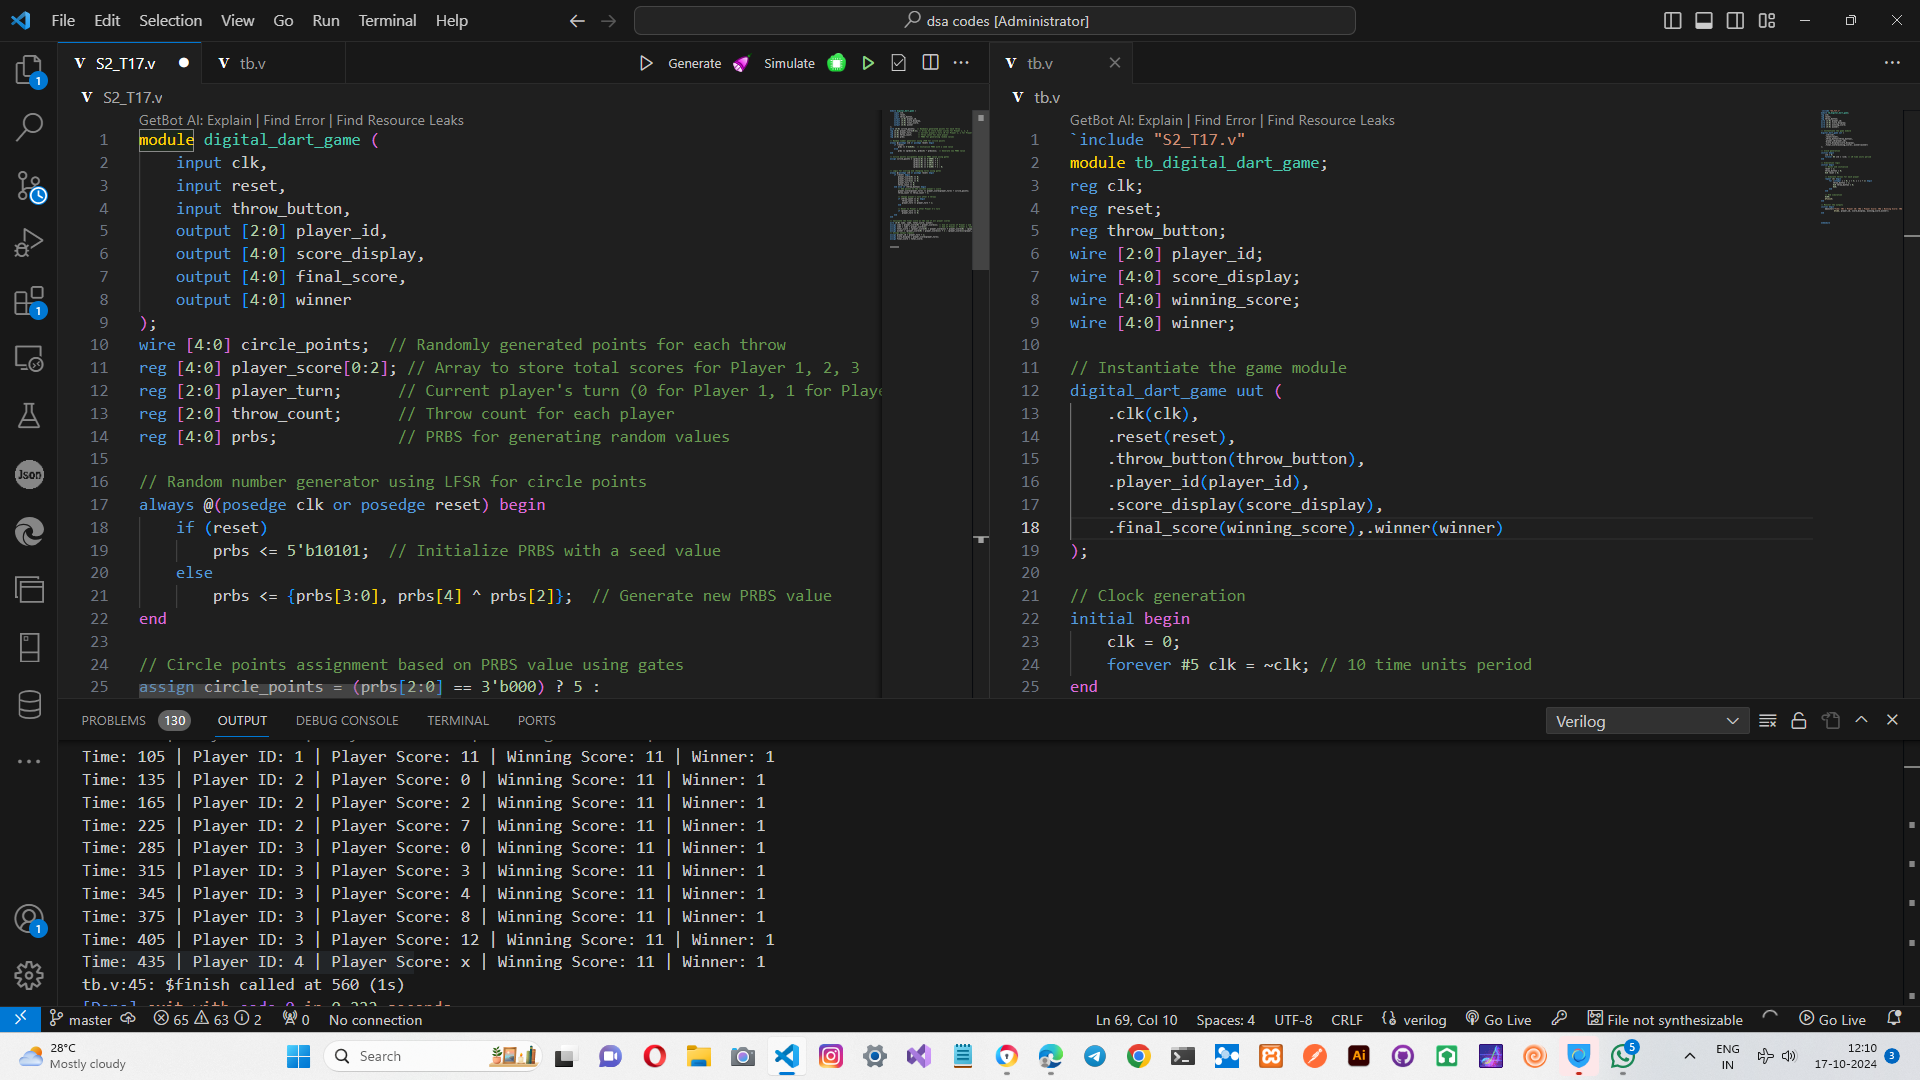 File Edit Selection View Go Run Terminal Help
dsa codes [Administrator]
S2_T17.v
tb.v
Generate
Simulate
tb.v
S2_T17.v
tb.v
GetBot AI: Explain | Find Error | Find Resource Leaks
1 module digital_dart_game (
2 input clk,
3 input reset,
4 input throw_button,
5 output [2:0] player_id,
6 output [4:0] score_display,
7 output [4:0] final_score,
8 output [4:0] winner
9 );
10 wire [4:0] circle_points;  // Randomly generated points for each throw
11 reg [4:0] player_score[0:2]; // Array to store total scores for Player 1, 2, 3
12 reg [2:0] player_turn;      // Current player's turn (0 for Player 1, 1 for Playe
13 reg [2:0] throw_count;      // Throw count for each player
14 reg [4:0] prbs;             // PRBS for generating random values
15
16 // Random number generator using LFSR for circle points
17 always @(posedge clk or posedge reset) begin
18 if (reset)
19 prbs <= 5'b10101;  // Initialize PRBS with a seed value
20 else
21 prbs <= {prbs[3:0], prbs[4] ^ prbs[2]};  // Generate new PRBS value
22 end
23
24 // Circle points assignment based on PRBS value using gates
25 assign circle_points = (prbs[2:0] == 3'b000) ? 5 :
GetBot AI: Explain | Find Error | Find Resource Leaks
1 `include "S2_T17.v"
2 module tb_digital_dart_game;
3 reg clk;
4 reg reset;
5 reg throw_button;
6 wire [2:0] player_id;
7 wire [4:0] score_display;
8 wire [4:0] winning_score;
9 wire [4:0] winner;
10
11 // Instantiate the game module
12 digital_dart_game uut (
13 .clk(clk),
14 .reset(reset),
15 .throw_button(throw_button),
16 .player_id(player_id),
17 .score_display(score_display),
18 .final_score(winning_score),.winner(winner)
19 );
20
21 // Clock generation
22 initial begin
23 clk = 0;
24 forever #5 clk = ~clk; // 10 time units period
25 end
PROBLEMS 130 OUTPUT DEBUG CONSOLE TERMINAL PORTS
Verilog
Time: 105 | Player ID: 1 | Player Score: 11 | Winning Score: 11 | Winner: 1
Time: 135 | Player ID: 2 | Player Score: 0 | Winning Score: 11 | Winner: 1
Time: 165 | Player ID: 2 | Player Score: 2 | Winning Score: 11 | Winner: 1
Time: 225 | Player ID: 2 | Player Score: 7 | Winning Score: 11 | Winner: 1
Time: 285 | Player ID: 3 | Player Score: 0 | Winning Score: 11 | Winner: 1
Time: 315 | Player ID: 3 | Player Score: 3 | Winning Score: 11 | Winner: 1
Time: 345 | Player ID: 3 | Player Score: 4 | Winning Score: 11 | Winner: 1
Time: 375 | Player ID: 3 | Player Score: 8 | Winning Score: 11 | Winner: 1
Time: 405 | Player ID: 3 | Player Score: 12 | Winning Score: 11 | Winner: 1
Time: 435 | Player ID: 4 | Player Score: x | Winning Score: 11 | Winner: 1
tb.v:45: $finish called at 560 (1s)
[Done] exit with code 0 in 0.222 seconds
master 65 63 2 0 No connection
Ln 69, Col 10 Spaces: 4 UTF-8 CRLF verilog Go Live File not synthesizable Go Live
28°C
Mostly cloudy
Search
5
ENG
IN
12:10
17-10-2024
3
1
1
1
Json
Ai